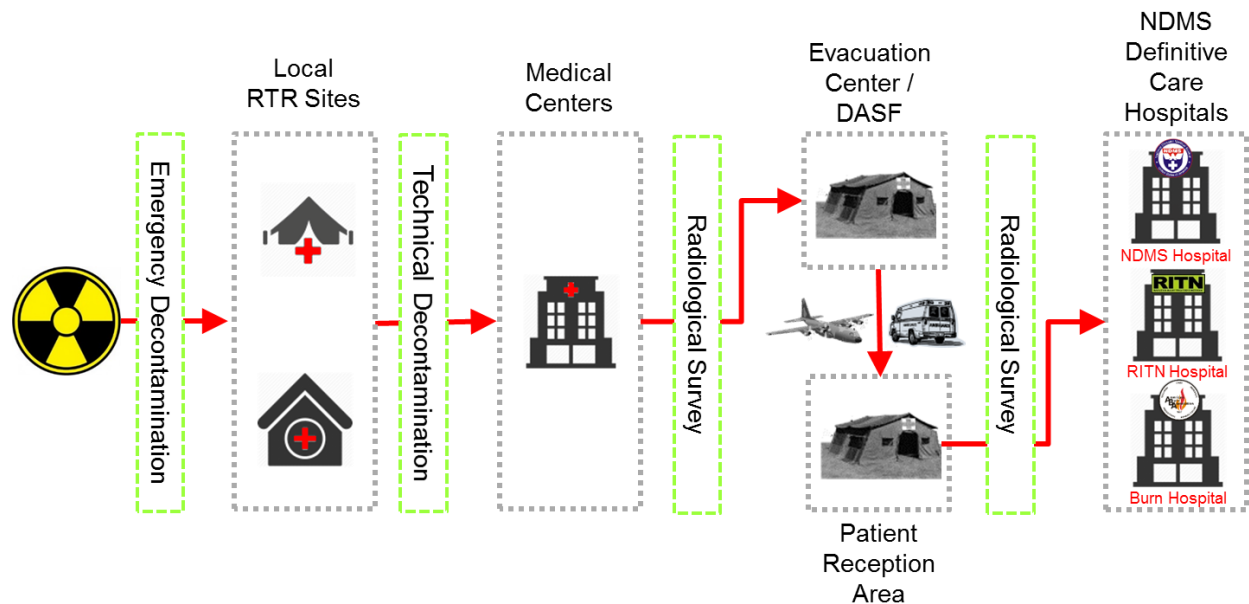 Local
RTR Sites
Medical
Centers
Evacuation
Center /
DASF
NDMS
Definitive
Care
Hospitals
Emergency Decontamination
Technical Decontamination
Radiological Survey
Radiological Survey
NDMS Hospital
RITN
RITN Hospital
Burn Hospital
Patient
Reception
Area